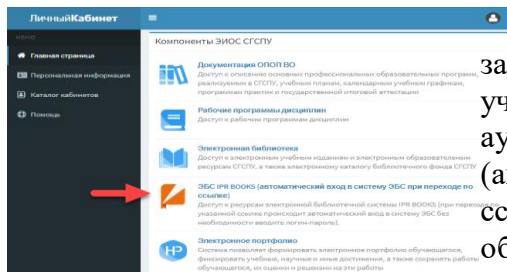 ЛичныйКабинет
МЕНЮ
Главная страница
Персональная информация
Каталог кабинетов
Помощь
Компоненты ЭИОС СГСПУ
Документация ОПОП ВО
Доступ к описанию основных профессиональных образовательных программ,
реализуемым в СГСПУ, учебным планам, календарным учебным графикам,
программам практик и государственной итоговой аттестации
Рабочие программы дисциплин
Доступ к рабочим программам дисциплин
Электронная библиотека
Доступ к электронным учебным изданиям и электронным образовательным
ресурсам СГСПУ, а также электронному каталогу библиотечного фонда СГСПУ
ЭБС IPR BOOKS (автоматический вход в систему ЭБС при переходе по
ссылке)
Доступ к ресурсам электронной библиотечной системы IPR BOOKS (при переходе по
указанной ссылке происходит автоматический вход в систему ЭБС без
необходимости вводить логин-пароль).
HP
Электронное портфолио
Система позволяет формировать электронное портфолио обучающегося,
фиксировать учебные, научные и иные достижения, а также сохранять работы
обучающегося, их оценки и рецензии на эти работы
за
уч
ау
(а
сс
об